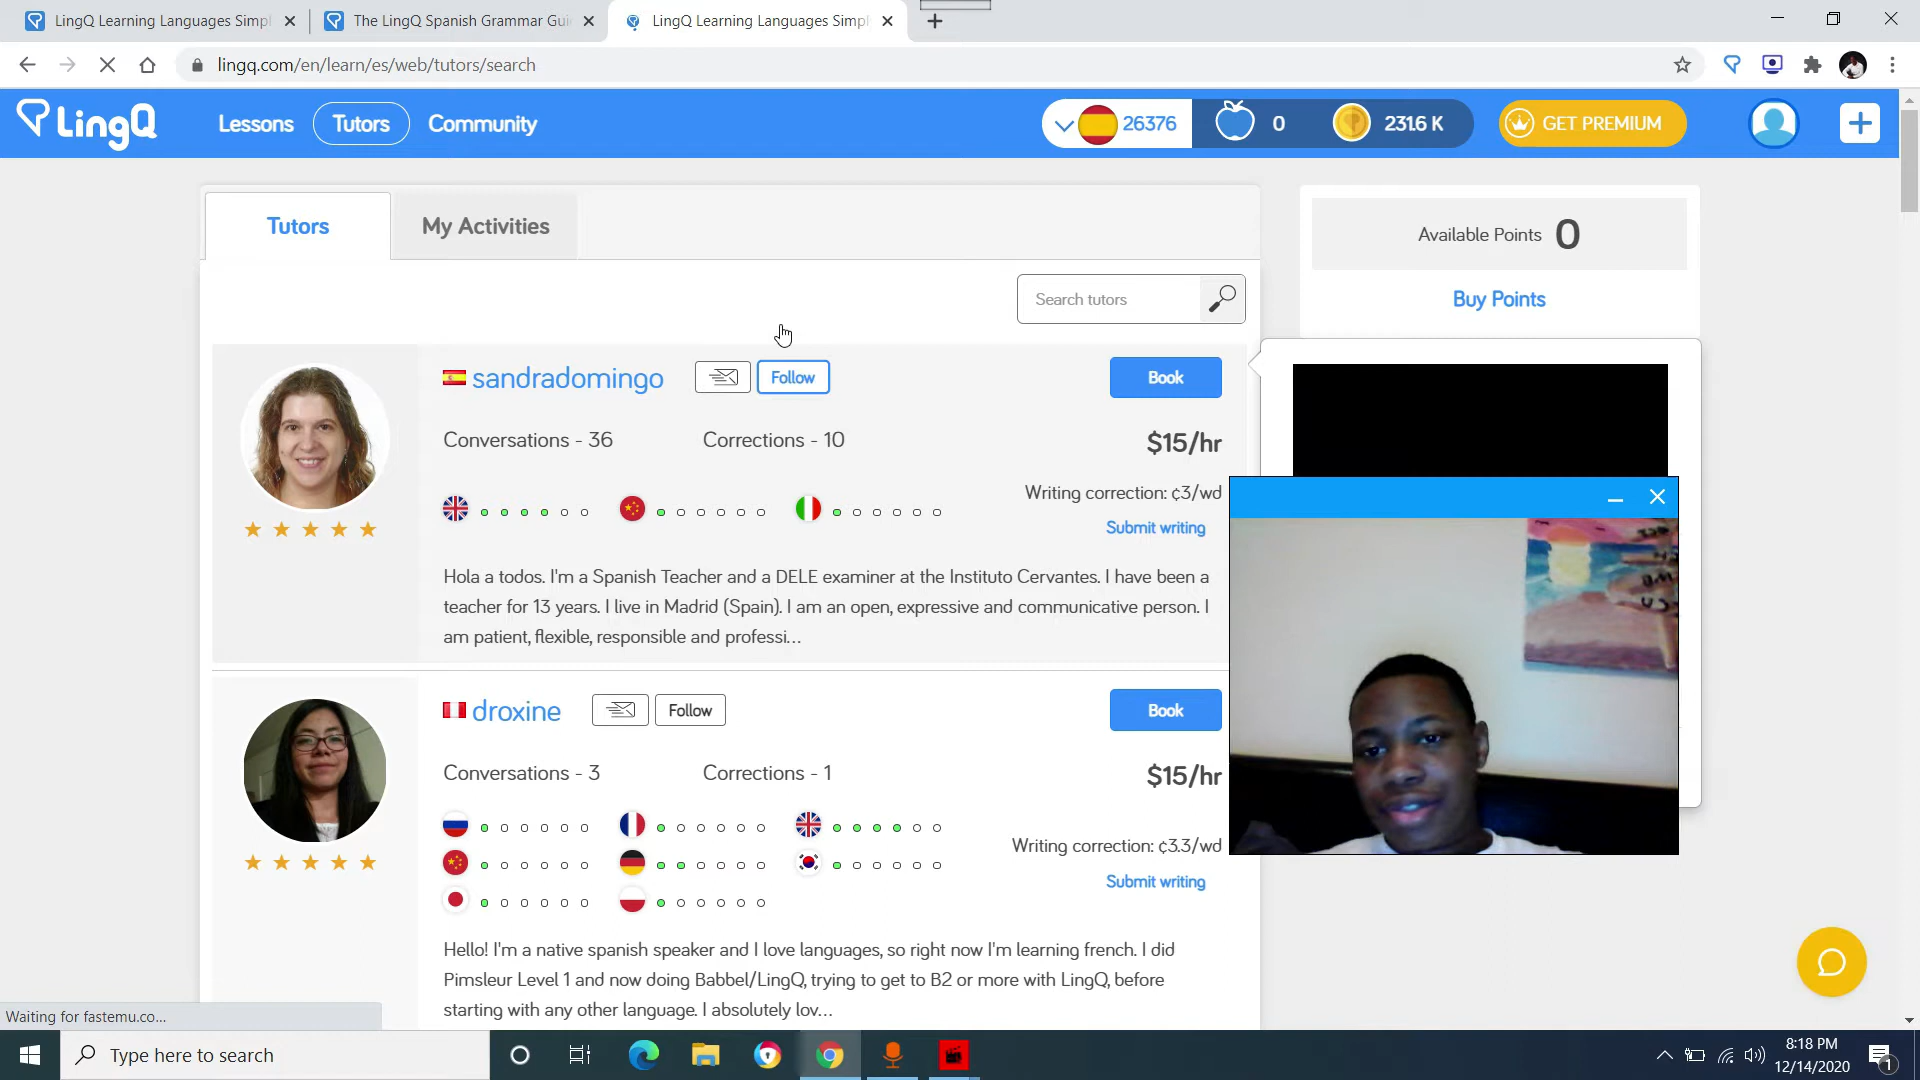 LingQ Learning Languages Simpl
The LingQ Spanish Grammar Gui
LingQ Learning Languages Simpl
lingq.com/en/learn/es/web/tutors/search
LingQ
Lessons
Tutors
Community
26376
0
231.6 K
GET PREMIUM
Tutors
My Activities
Available Points 0
Buy Points
Search tutors
sandradomingo
Follow
Book
Conversations - 36
Corrections - 10
$15/hr
Writing correction: ¢3/wd
Submit writing
Hola a todos. I'm a Spanish Teacher and a DELE examiner at the Instituto Cervantes. I have been a
teacher for 13 years. I live in Madrid (Spain). I am an open, expressive and communicative person. I
am patient, flexible, responsible and professi...
droxine
Follow
Book
Conversations - 3
Corrections - 1
$15/hr
Writing correction: ¢3.3/wd
Submit writing
Hello! I'm a native spanish speaker and I love languages, so right now I'm learning french. I did
Pimsleur Level 1 and now doing Babbel/LingQ, trying to get to B2 or more with LingQ, before
starting with any other language. I absolutely lov...
Waiting for fastemu.co...
Type here to search
8:18 PM
12/14/2020
1